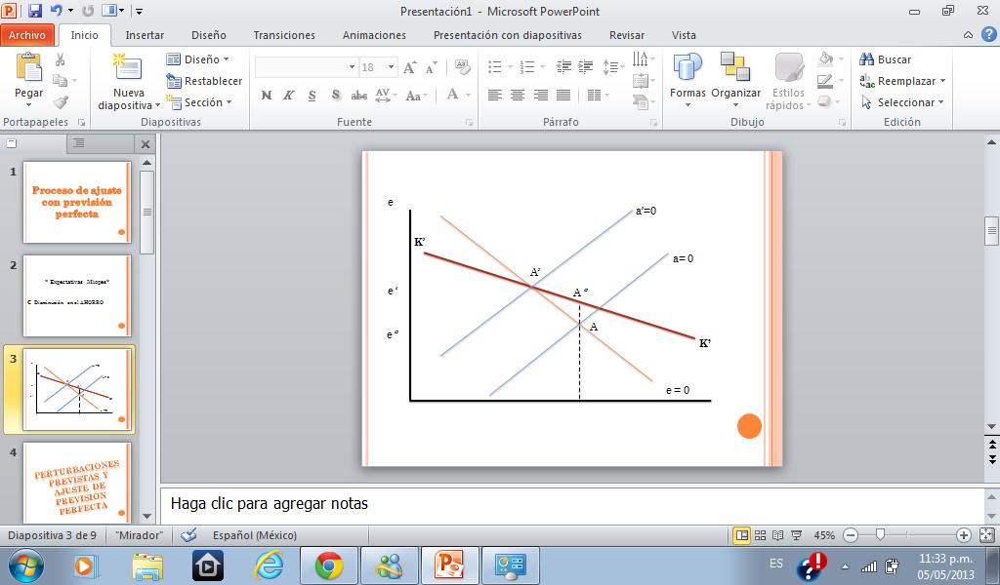 Presentación1 - Microsoft PowerPoint
Archivo Inicio Insertar Diseño Transiciones Animaciones Presentación con diapositivas Revisar Vista
Pegar
Portapapeles
Nueva diapositiva
Diseño
Restablecer
Sección
Diapositivas
18
N K S S abc AV Aa A
Fuente
Párrafo
Formas
Organizar
Estilos rápidos
Dibujo
Buscar
Reemplazar
Seleccionar
Edición
1
Proceso de ajuste
con previsión
perfecta
2
" Expectativas Miopes"
C Disminución en el AHORRO
3
4
PERTURBACIONES
PREVISTAS Y
AJUSTE DE
PREVISIÓN
PERFECTA
e
a'=0
K'
a= 0
A'
e '
A º
A
e º
K'
e = 0
Haga clic para agregar notas
Diapositiva 3 de 9 "Mirador" Español (México) 45%
ES
11:33 p.m.
05/05/2013